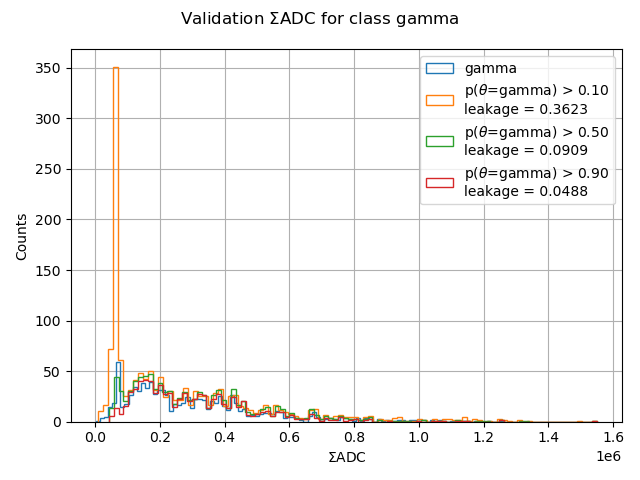 Validation ΣADC for class gamma
gamma
p(θ=gamma) > 0.10
leakage = 0.3623
p(θ=gamma) > 0.50
leakage = 0.0909
p(θ=gamma) > 0.90
leakage = 0.0488
Counts
350
300
250
200
150
100
50
0
0.0 0.2 0.4 0.6 0.8 1.0 1.2 1.4 1.6
1e6
ΣADC